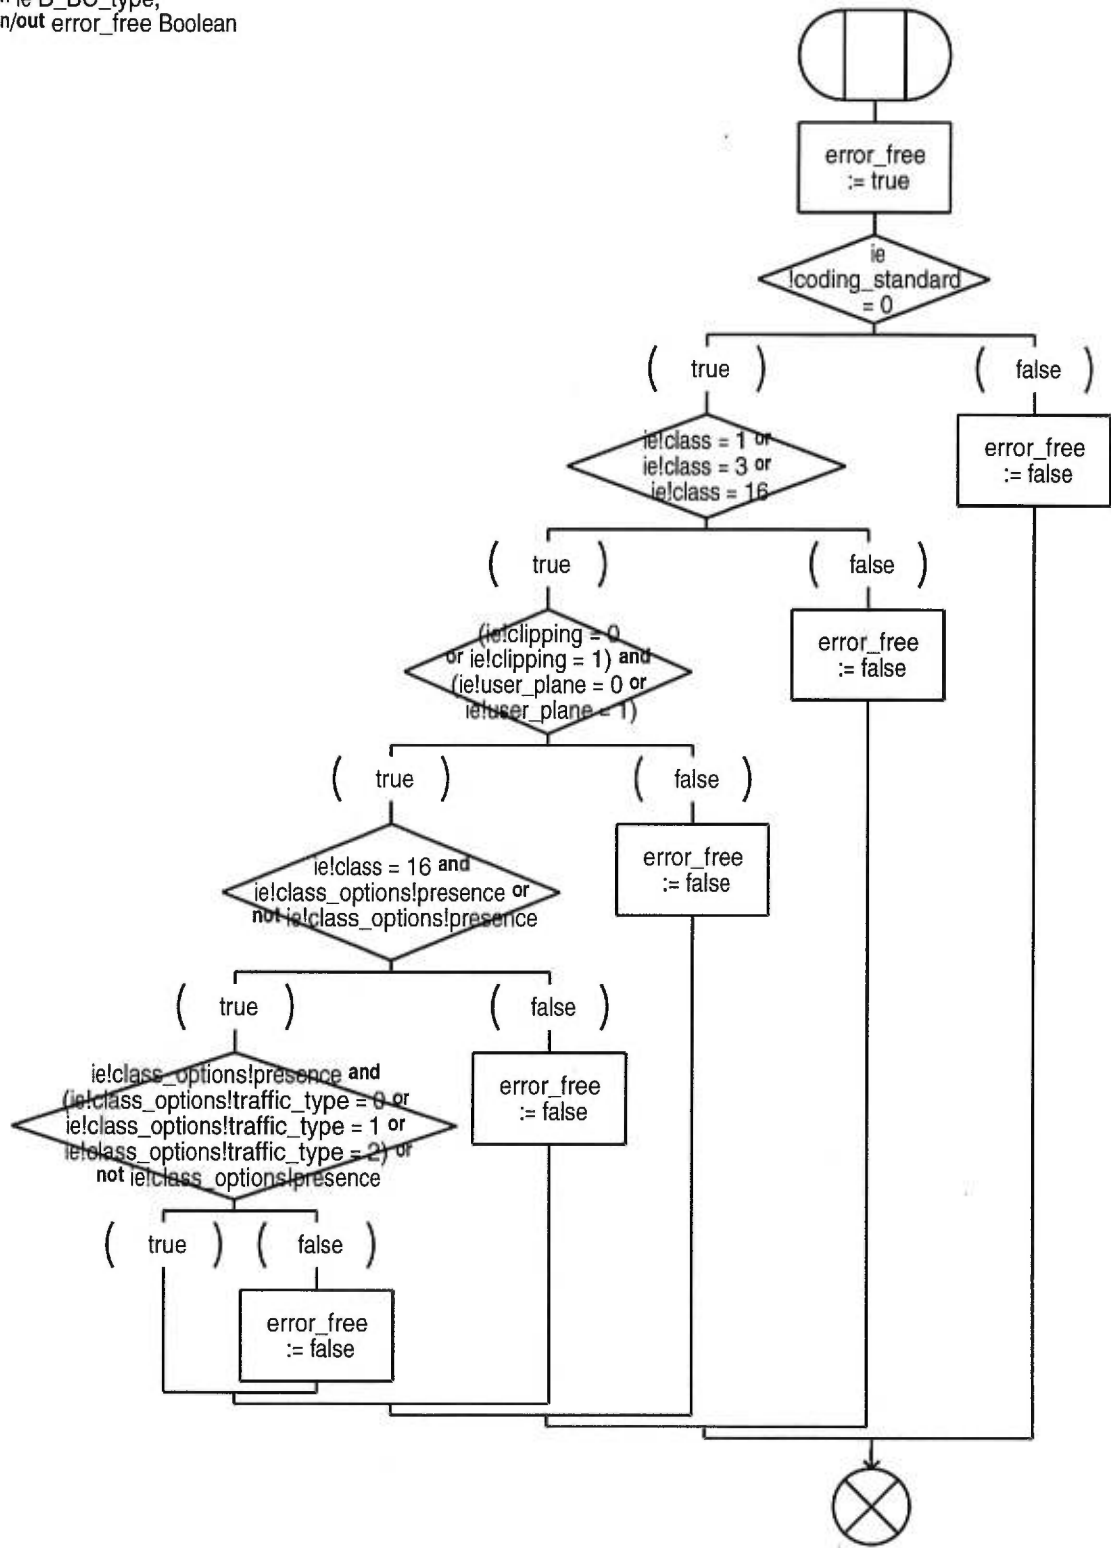 ie B_BC_type;
n/out error_free Boolean
error_free
:= true
ie
!coding_standard
= 0
( true )
( false )
ie!class = 1 or
ie!class = 3 or
ie!class = 16
error_free
:= false
( true )
( false )
(ie!clipping = 0
or ie!clipping = 1) and
(ie!user_plane = 0 or
ie!user_plane = 1)
error_free
:= false
( true )
( false )
ie!class = 16 and
ie!class_options!presence or
not ie!class_options!presence
error_free
:= false
( true )
( false )
ie!class_options!presence and
(ie!class_options!traffic_type = 0 or
ie!class_options!traffic_type = 1 or
ie!class_options!traffic_type = 2) or
not ie!class_options!presence
error_free
:= false
( true )
( false )
error_free
:= false